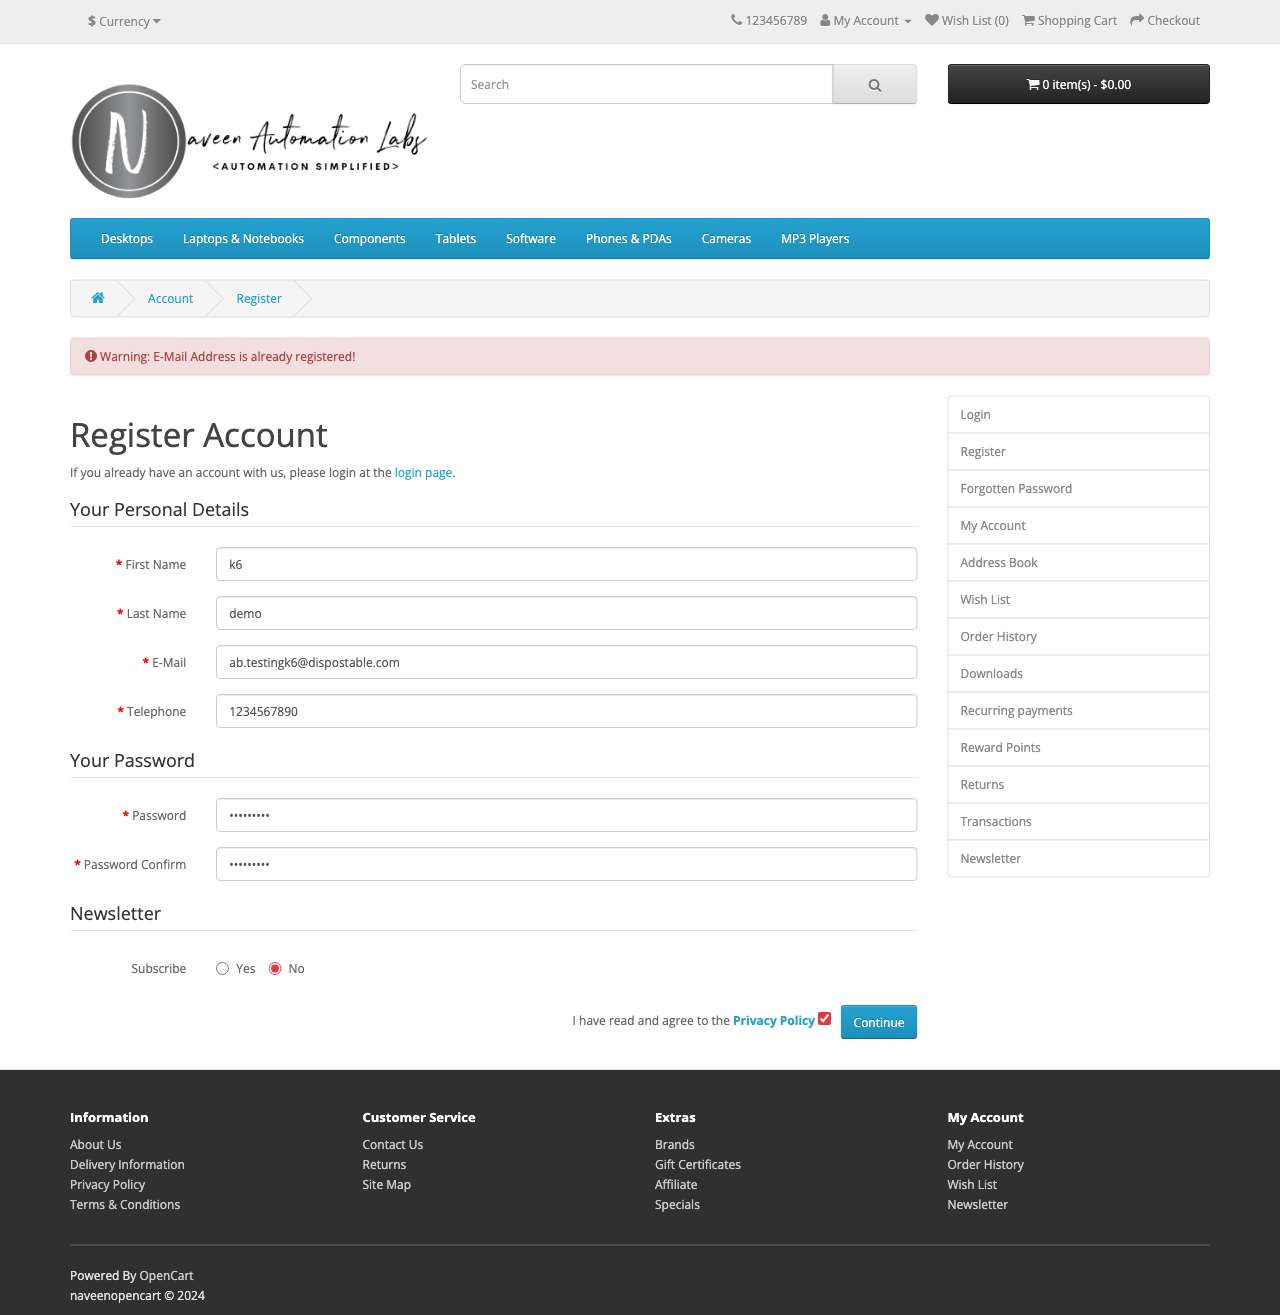 $ Currency
123456789 My Account Wish List (0) Shopping Cart Checkout
Search
0 item(s) - $0.00
N
aveen Automation Labs
<AUTOMATION SIMPLIFIED>
Desktops Laptops & Notebooks Components Tablets Software Phones & PDAs Cameras MP3 Players
Account Register
Warning: E-Mail Address is already registered!
Register Account
If you already have an account with us, please login at the login page.
Your Personal Details
* First Name k6
* Last Name demo
* E-Mail ab.testingk6@dispostable.com
* Telephone 1234567890
Your Password
* Password •••••••••
* Password Confirm •••••••••
Newsletter
Subscribe Yes No
I have read and agree to the Privacy Policy Continue
Login
Register
Forgotten Password
My Account
Address Book
Wish List
Order History
Downloads
Recurring payments
Reward Points
Returns
Transactions
Newsletter
Information
About Us
Delivery Information
Privacy Policy
Terms & Conditions
Customer Service
Contact Us
Returns
Site Map
Extras
Brands
Gift Certificates
Affiliate
Specials
My Account
My Account
Order History
Wish List
Newsletter
Powered By OpenCart
naveenopencart © 2024